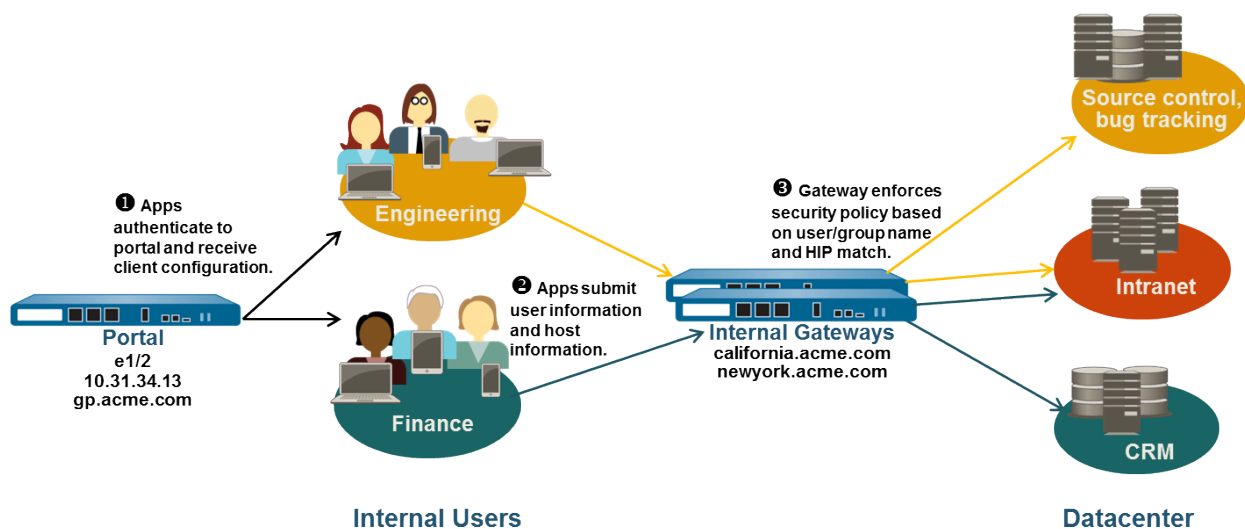 ❶ Apps
authenticate to
portal and receive
client configuration.
Portal
e1/2
10.31.34.13
gp.acme.com
Engineering
Finance
Internal Users
❷ Apps submit
user information
and host
information.
❸ Gateway enforces
security policy based
on user/group name
and HIP match.
Internal Gateways
california.acme.com
newyork.acme.com
Source control,
bug tracking
Intranet
CRM
Datacenter